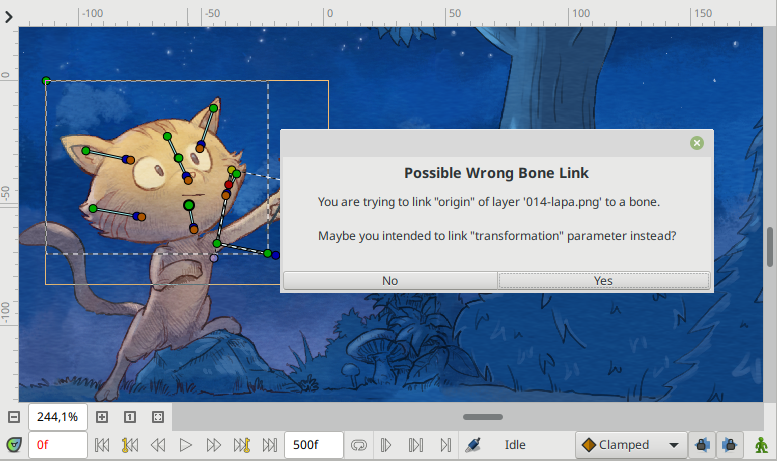 -100 -50 0 50 100 150
0
-50
-100
Possible Wrong Bone Link
You are trying to link "origin" of layer '014-lapa.png' to a bone.
Maybe you intended to link "transformation" parameter instead?
No Yes
244,1%
0f 500f Idle Clamped